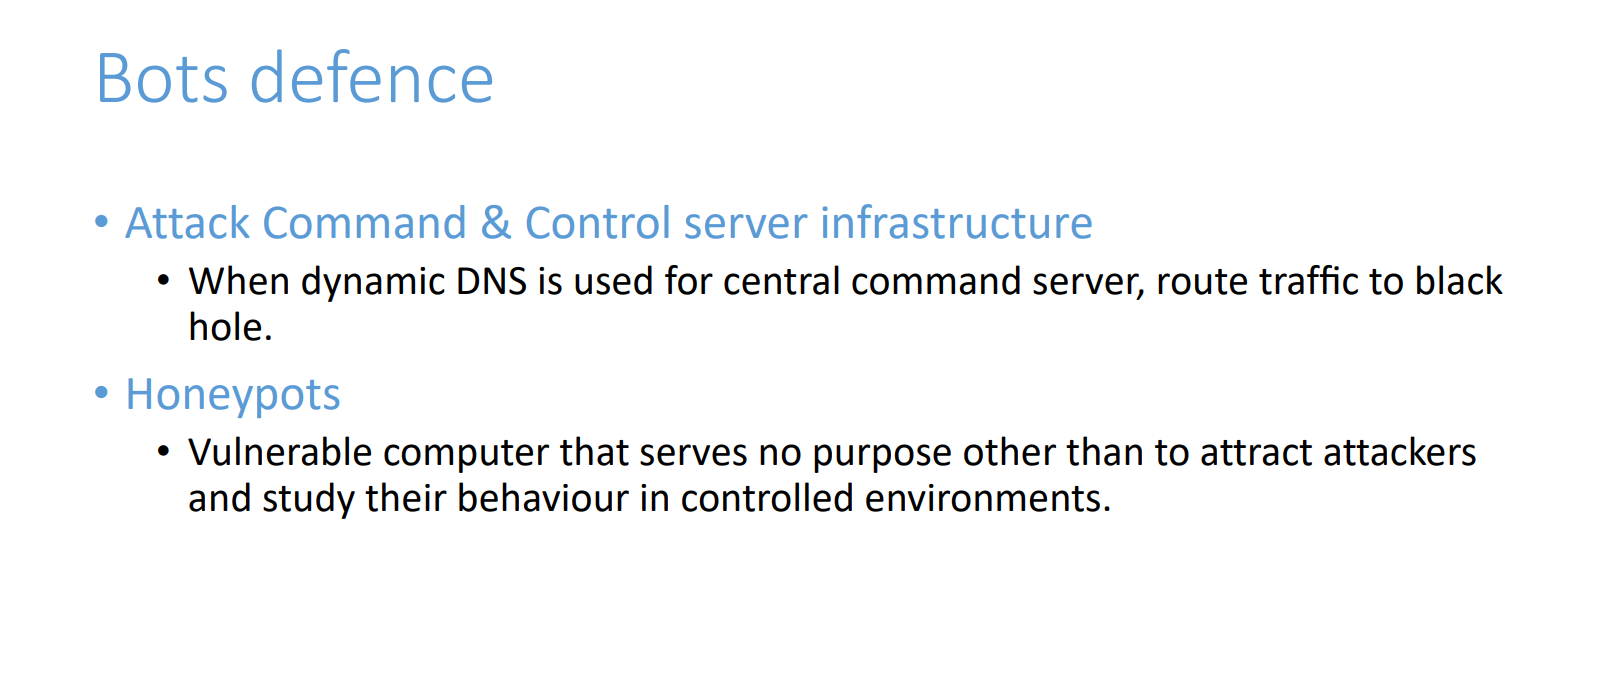 Bots defence
• Attack Command & Control server infrastructure
• When dynamic DNS is used for central command server, route traffic to black
hole.
• Honeypots
• Vulnerable computer that serves no purpose other than to attract attackers
and study their behaviour in controlled environments.